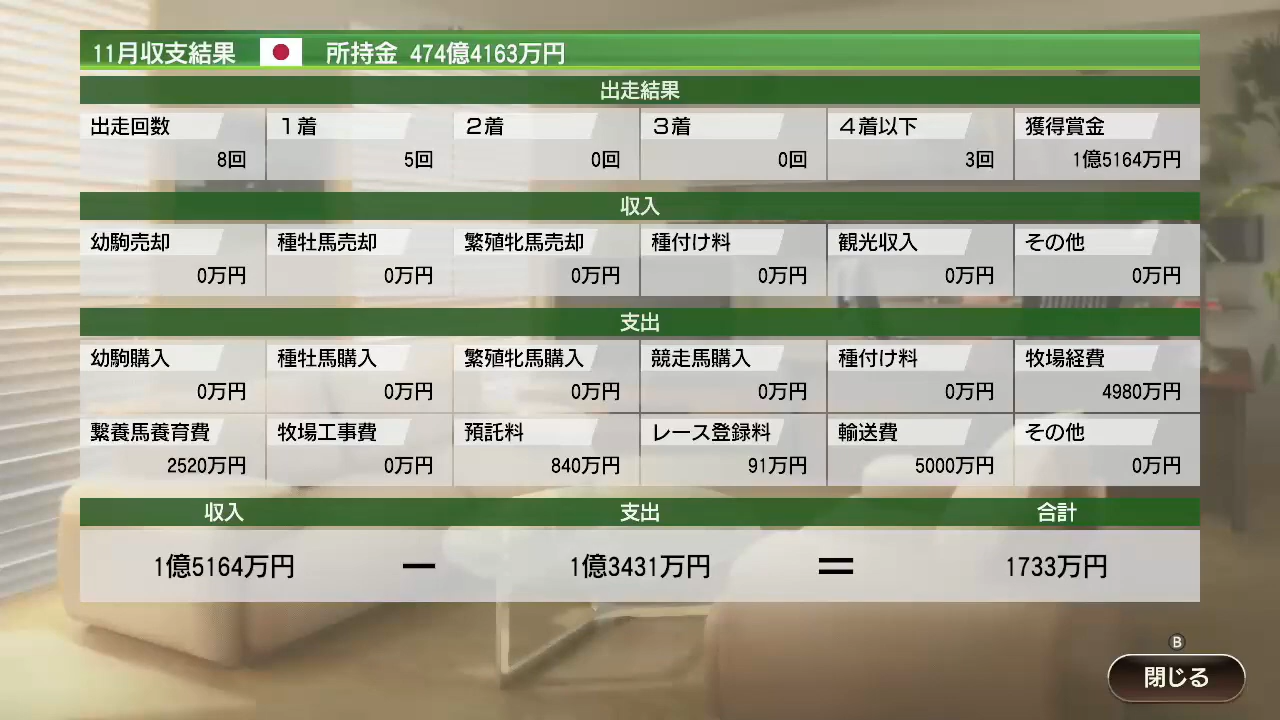 11月収支結果 所持金 474億4163万円
出走結果
出走回数 1着 2着 3着 4着以下 獲得賞金
8回 5回 0回 0回 3回 1億5164万円
収入
幼駒売却 種牡馬売却 繁殖牝馬売却 種付け料 観光収入 その他
0万円 0万円 0万円 0万円 0万円 0万円
支出
幼駒購入 種牡馬購入 繁殖牝馬購入 競走馬購入 種付け料 牧場経費
0万円 0万円 0万円 0万円 0万円 4980万円
繋養馬養育費 牧場工事費 預託料 レース登録料 輸送費 その他
2520万円 0万円 840万円 91万円 5000万円 0万円
収入 支出 合計
1億5164万円 － 1億3431万円 ＝ 1733万円
B
閉じる